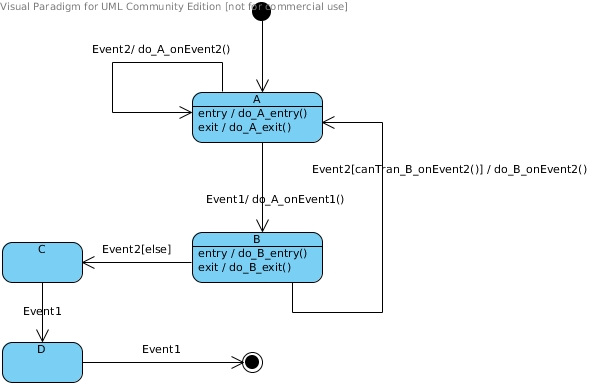 Visual Paradigm for UML Community Edition [not for commercial use]
Event2/ do_A_onEvent2()
A
entry / do_A_entry()
exit / do_A_exit()
Event2[canTran_B_onEvent2()] / do_B_onEvent2()
Event1/ do_A_onEvent1()
B
entry / do_B_entry()
exit / do_B_exit()
Event2[else]
C
Event1
D
Event1